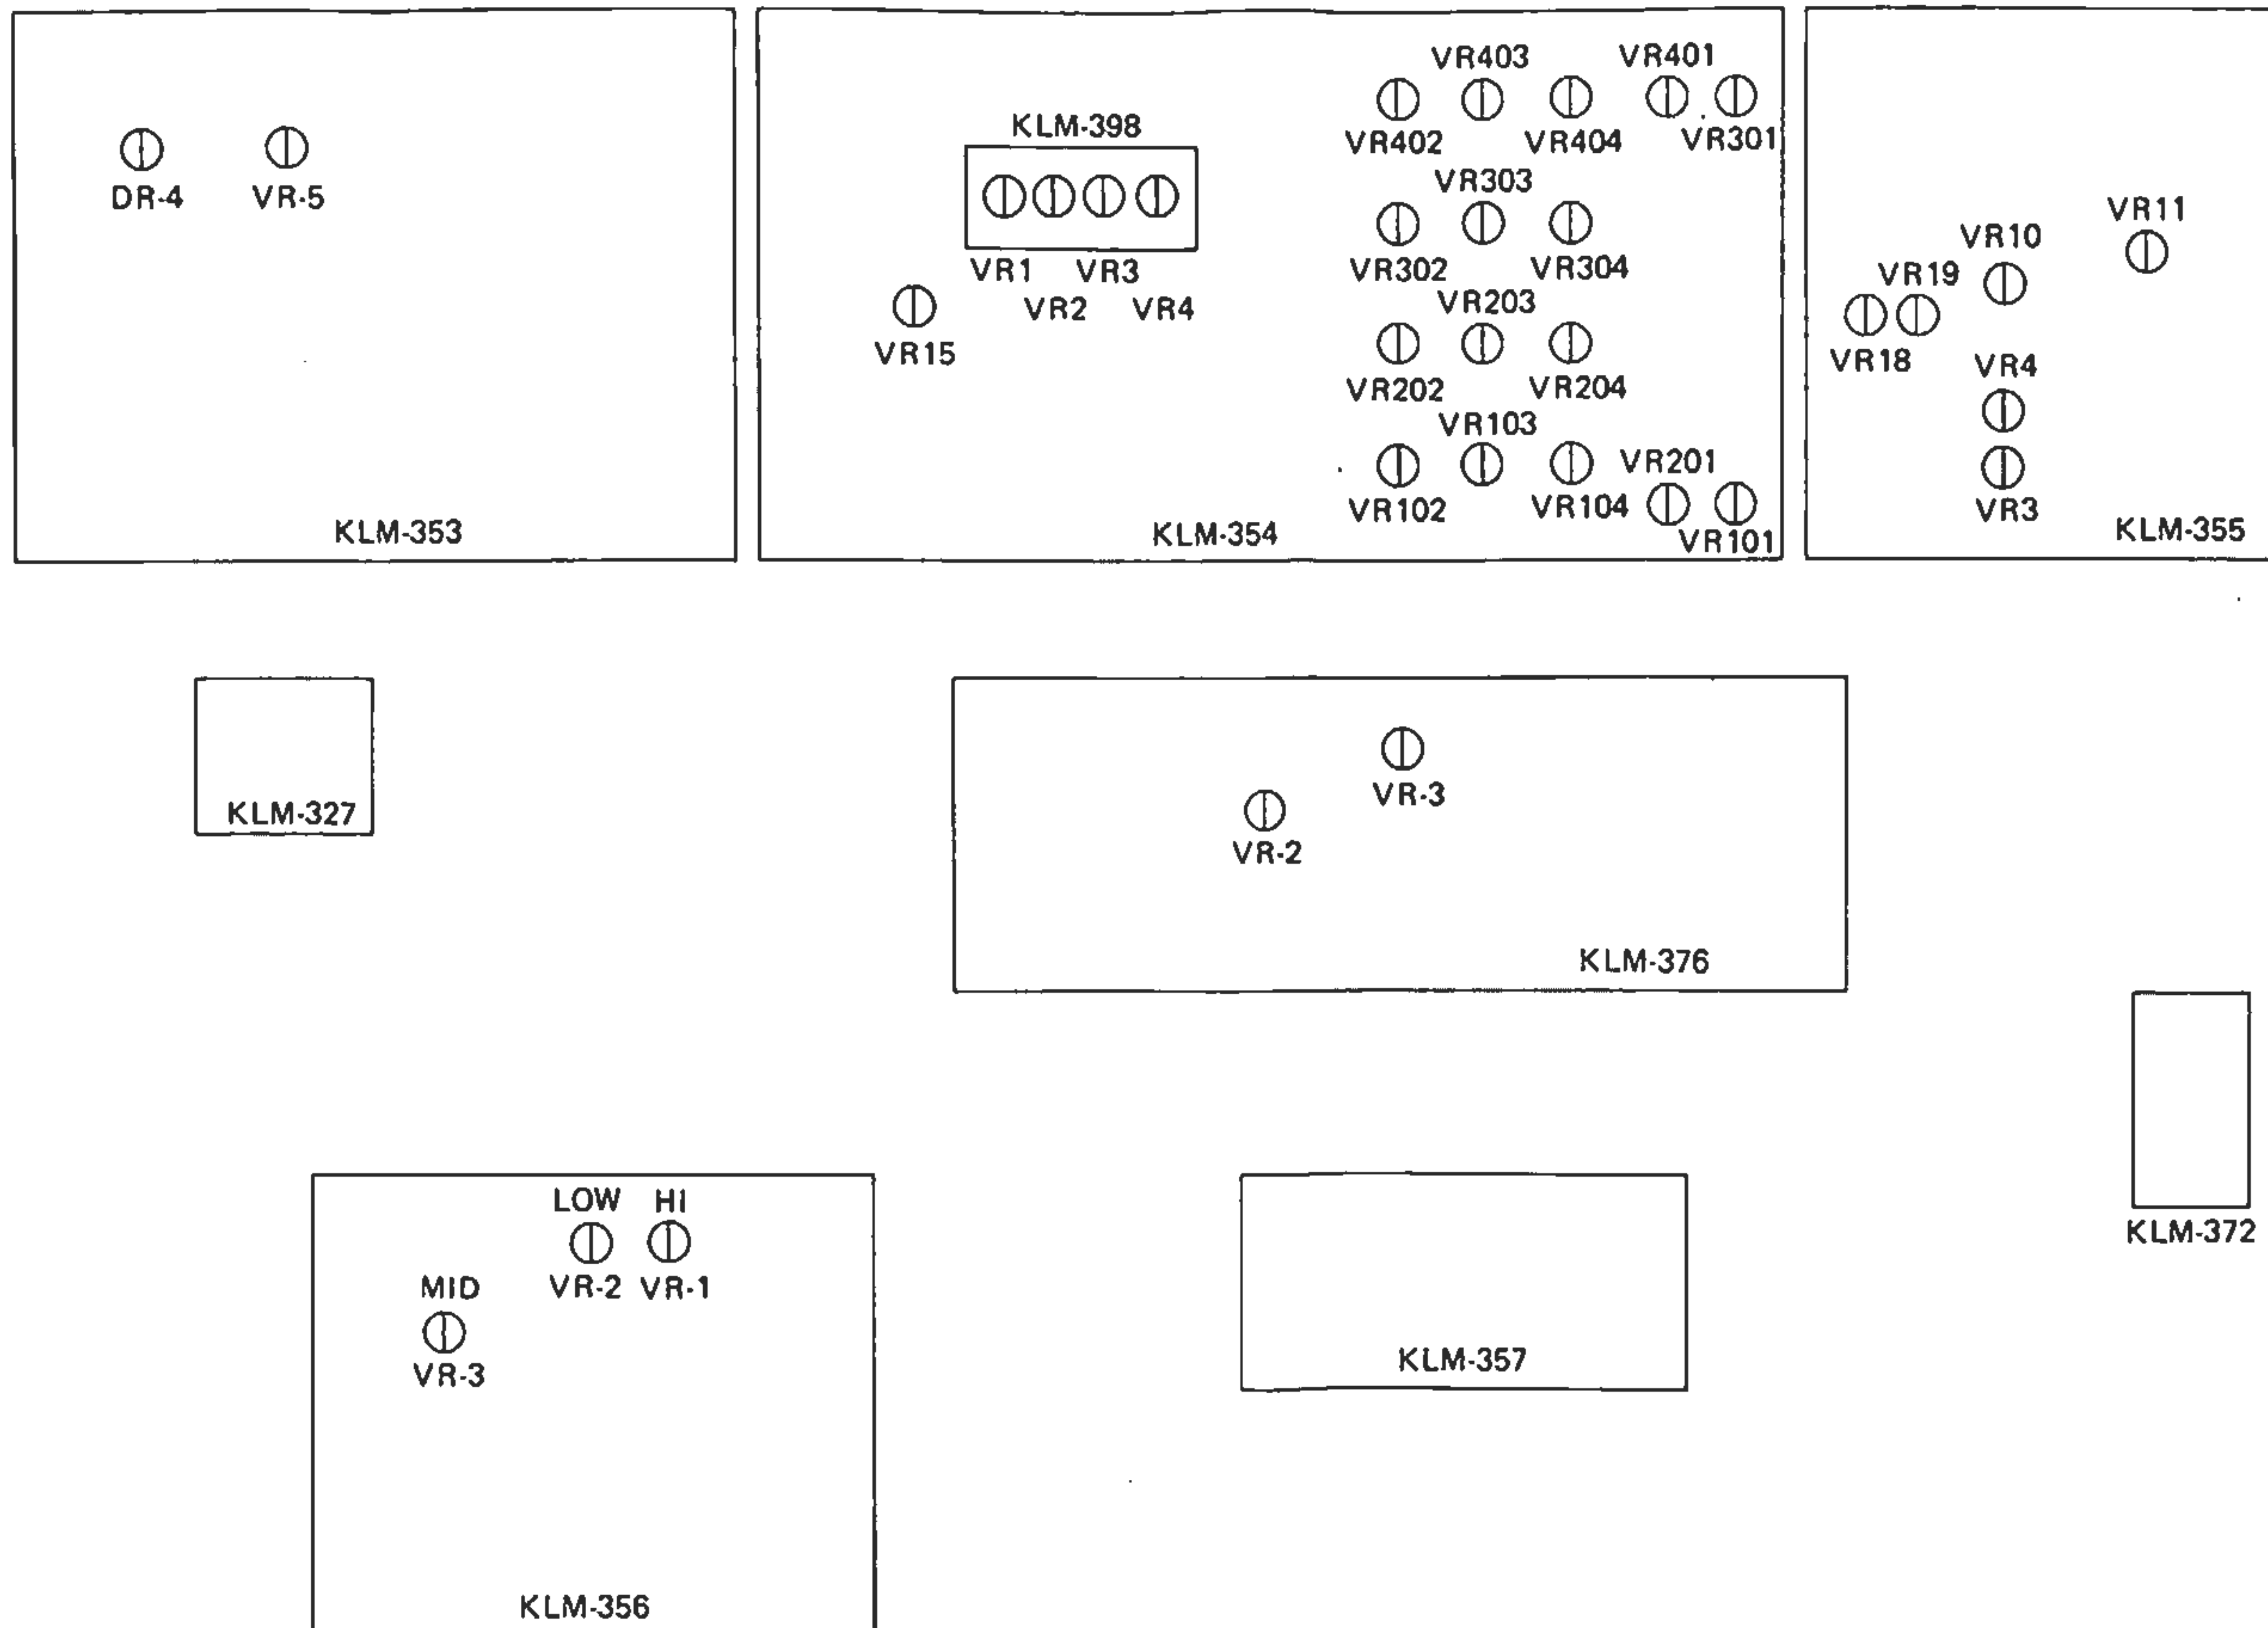 DR-4
VR-5
KLM-353
KLM-398
VR1
VR3
VR2
VR4
VR15
VR403
VR401
VR402
VR404
VR301
VR303
VR302
VR304
VR203
VR202
VR204
VR103
VR201
VR102
VR104
VR101
KLM-354
VR11
VR10
VR19
VR18
VR4
VR3
KLM-355
KLM-327
VR-3
VR-2
KLM-376
KLM-372
LOW HI
VR-2 VR-1
MID
VR-3
KLM-356
KLM-357